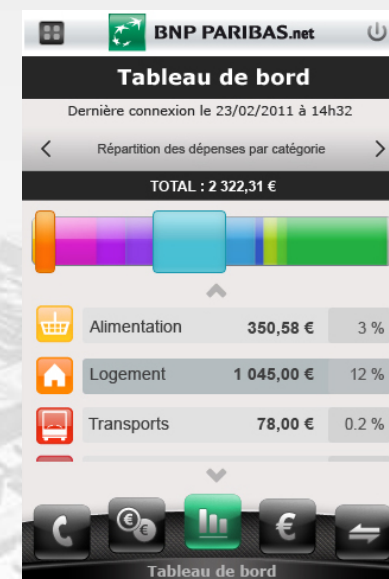 BNP PARIBAS.net
Tableau de bord
Dernière connexion le 23/02/2011 à 14h32
Répartition des dépenses par catégorie
TOTAL : 2 322,31 €
Alimentation 350,58 € 3 %
Logement 1 045,00 € 12 %
Transports 78,00 € 0.2 %
Tableau de bord